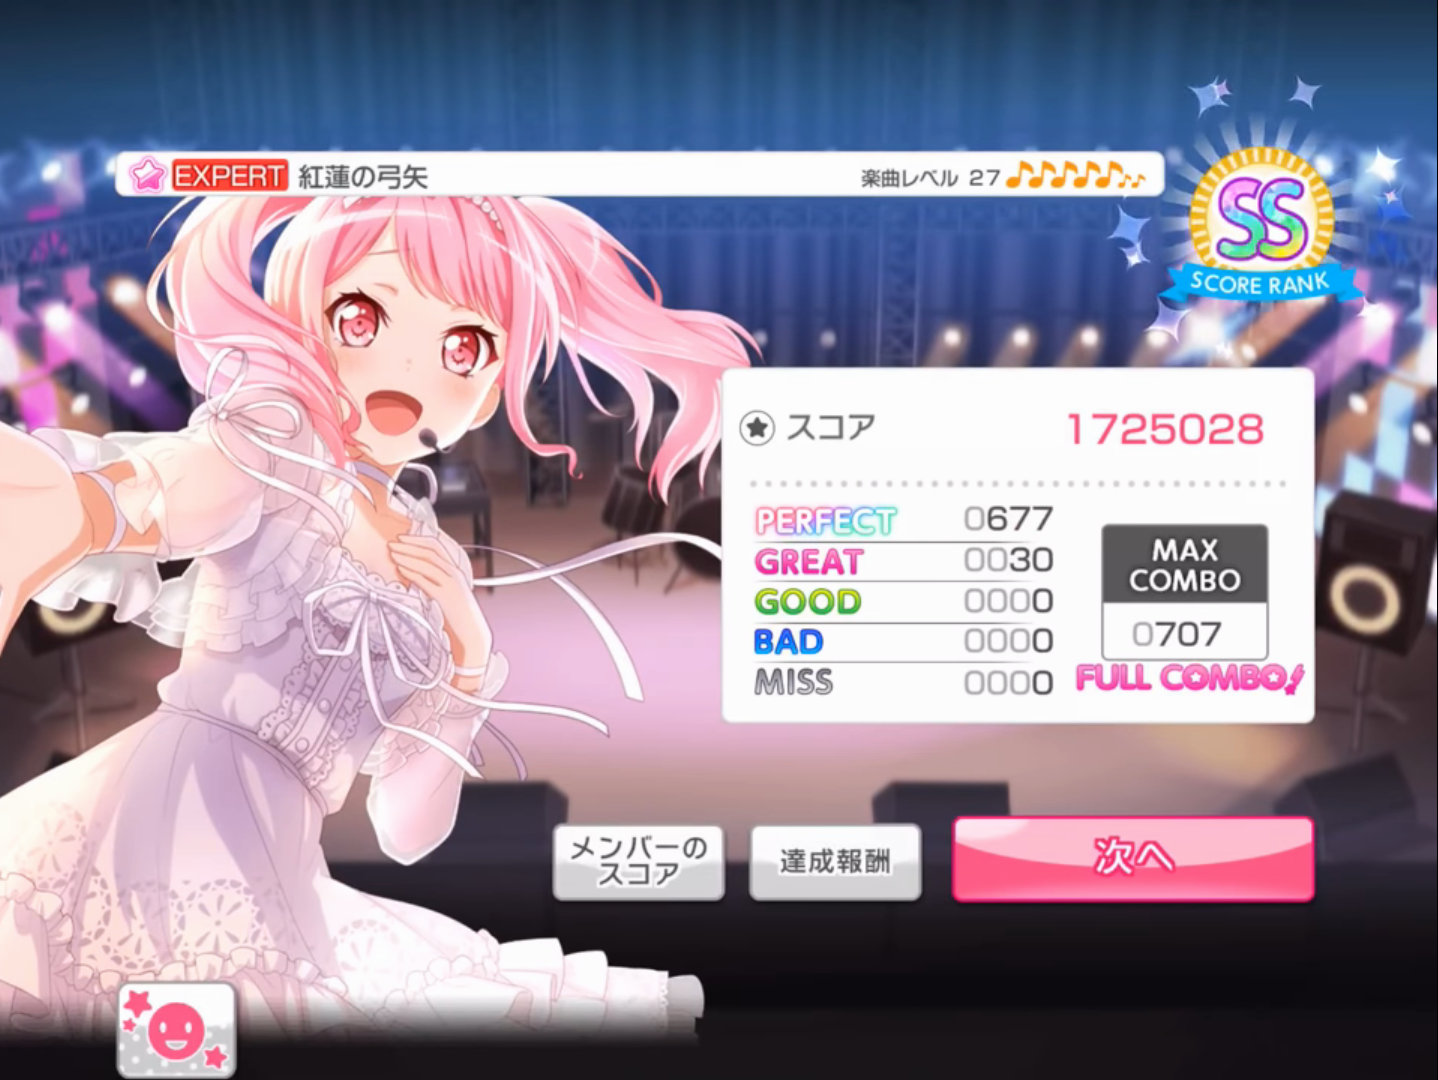 EXPERT 紅蓮の弓矢 楽曲レベル 27
SS
SCORE RANK
スコア 1725028
PERFECT 0677
GREAT 0030
GOOD 0000
BAD 0000
MISS 0000
MAX
COMBO
0707
FULL COMBO!
メンバーの
スコア
達成報酬
次へ